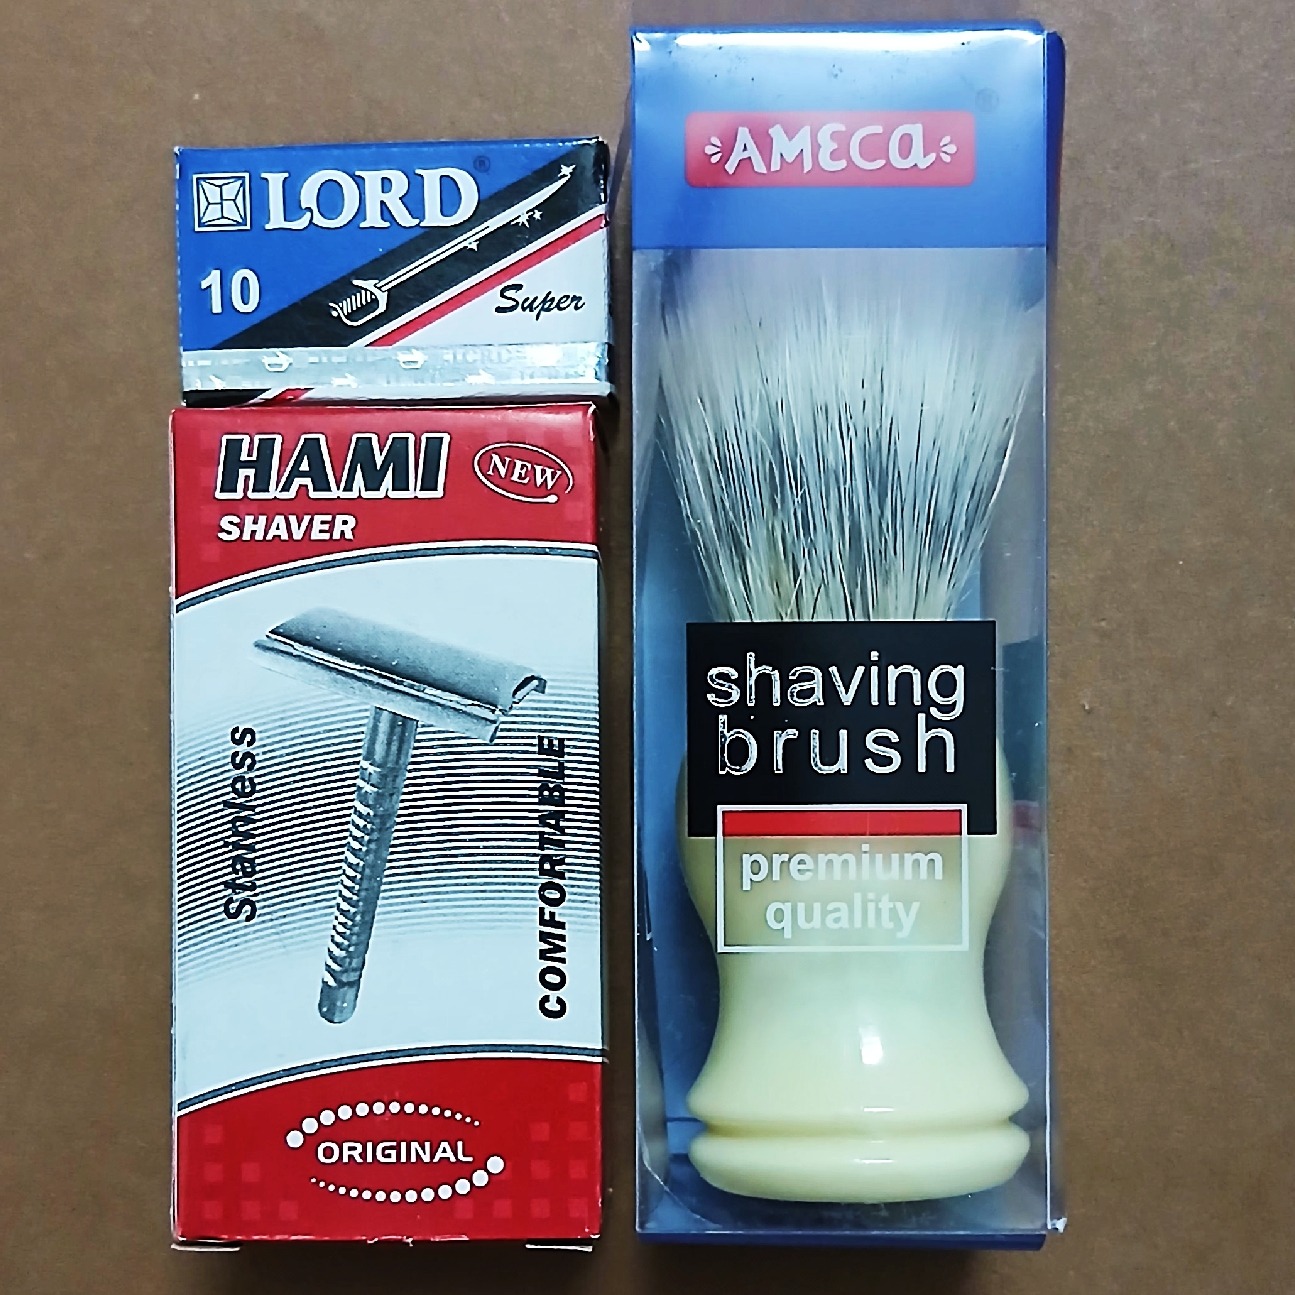 LORD®
10
Super
HAMI
NEW
SHAVER
Stainless
COMFORTABLE
ORIGINAL
AMECa
shaving
brush
premium
quality